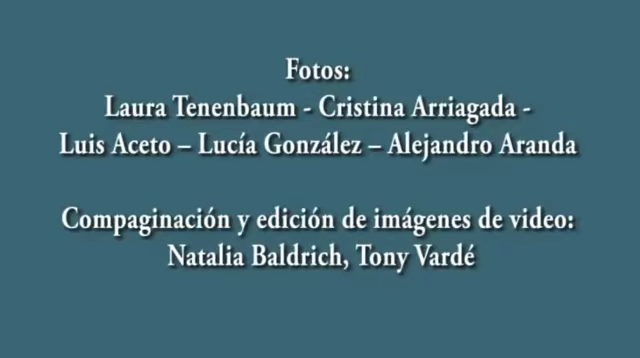 Fotos:
Laura Tenenbaum - Cristina Arriagada -
Luis Aceto – Lucía González – Alejandro Aranda
Compaginación y edición de imágenes de video:
Natalia Baldrich, Tony Vardé